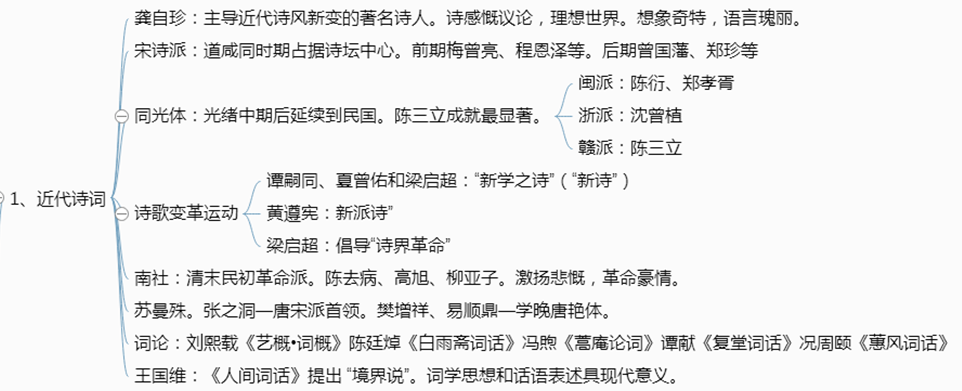 龚自珍：主导近代诗风新变的著名诗人。诗感慨议论，理想世界。想象奇特，语言瑰丽。
宋诗派：道咸同时期占据诗坛中心。前期梅曾亮、程恩泽等。后期曾国藩、郑珍等
同光体：光绪中期后延续到民国。陈三立成就最显著。
闽派：陈衍、郑孝胥
浙派：沈曾植
赣派：陈三立
1、近代诗词
诗歌变革运动
谭嗣同、夏曾佑和梁启超：“新学之诗”（“新诗”）
黄遵宪：新派诗”
梁启超：倡导“诗界革命”
南社：清末民初革命派。陈去病、高旭、柳亚子。激扬悲慨，革命豪情。
苏曼殊。张之洞—唐宋派首领。樊增祥、易顺鼎—学晚唐艳体。
词论：刘熙载《艺概•词概》陈廷焯《白雨斋词话》冯煦《蒿庵论词》谭献《复堂词话》况周颐《蕙风词话》
王国维：《人间词话》提出 “境界说”。词学思想和话语表述具现代意义。